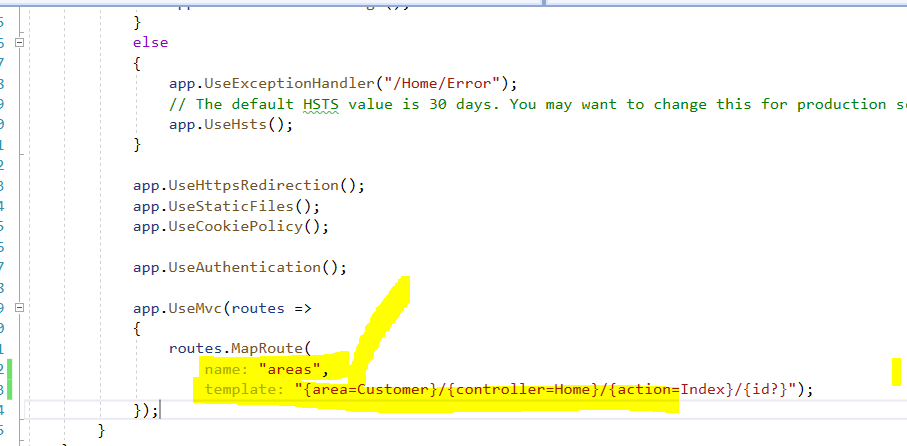 }
else
{
app.UseExceptionHandler("/Home/Error");
// The default HSTS value is 30 days. You may want to change this for production
app.UseHsts();
}
app.UseHttpsRedirection();
app.UseStaticFiles();
app.UseCookiePolicy();
app.UseAuthentication();
app.UseMvc(routes =>
{
routes.MapRoute(
name: "areas",
template: "{area=Customer}/{controller=Home}/{action=Index}/{id?}");
});
}